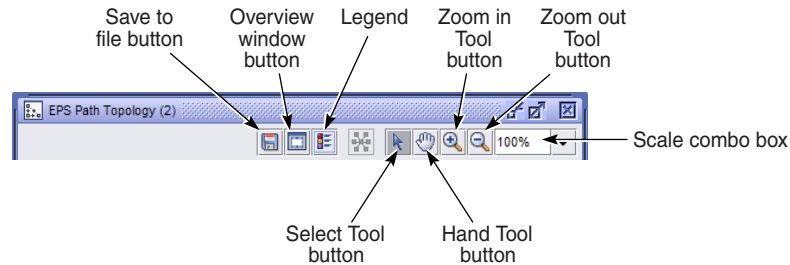 Save to
file button
Overview
window
button
Legend
Zoom in
Tool
button
Zoom out
Tool
button
EPS Path Topology (2)
100%
Scale combo box
Select Tool
button
Hand Tool
button